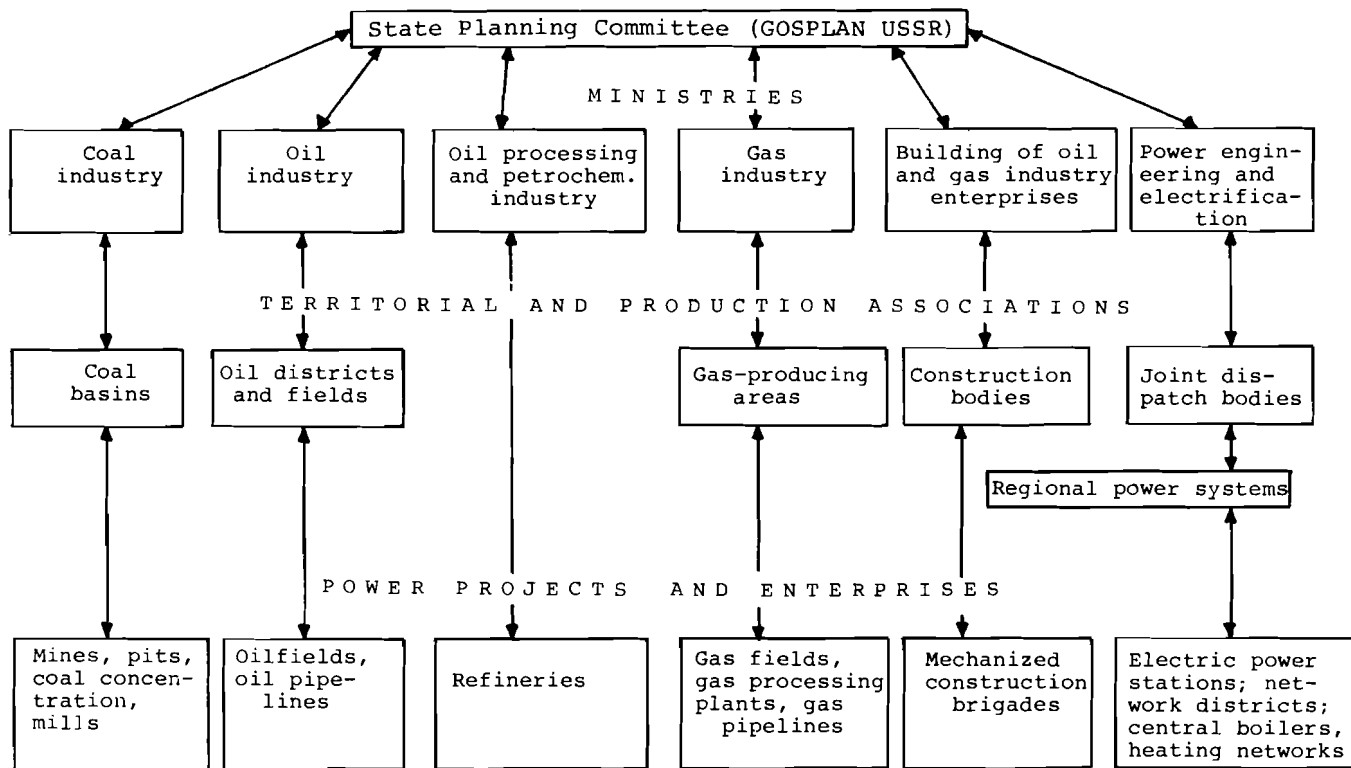 State Planning Committee (GOSPLAN USSR)
MINISTRIES
Coal
industry
Oil
industry
Oil processing
and petrochem.
industry
Gas
industry
Building of oil
and gas industry
enterprises
Power engin-
eering and
electrifica-
tion
TERRITORIAL AND PRODUCTION ASSOCIATIONS
Coal
basins
Oil districts
and fields
Gas-producing
areas
Construction
bodies
Joint dis-
patch bodies
Regional power systems
POWER PROJECTS AND ENTERPRISES
Mines, pits,
coal concen-
tration,
mills
Oilfields,
oil pipe-
lines
Refineries
Gas fields,
gas processing
plants, gas
pipelines
Mechanized
construction
brigades
Electric power
stations; net-
work districts;
central boilers,
heating networks